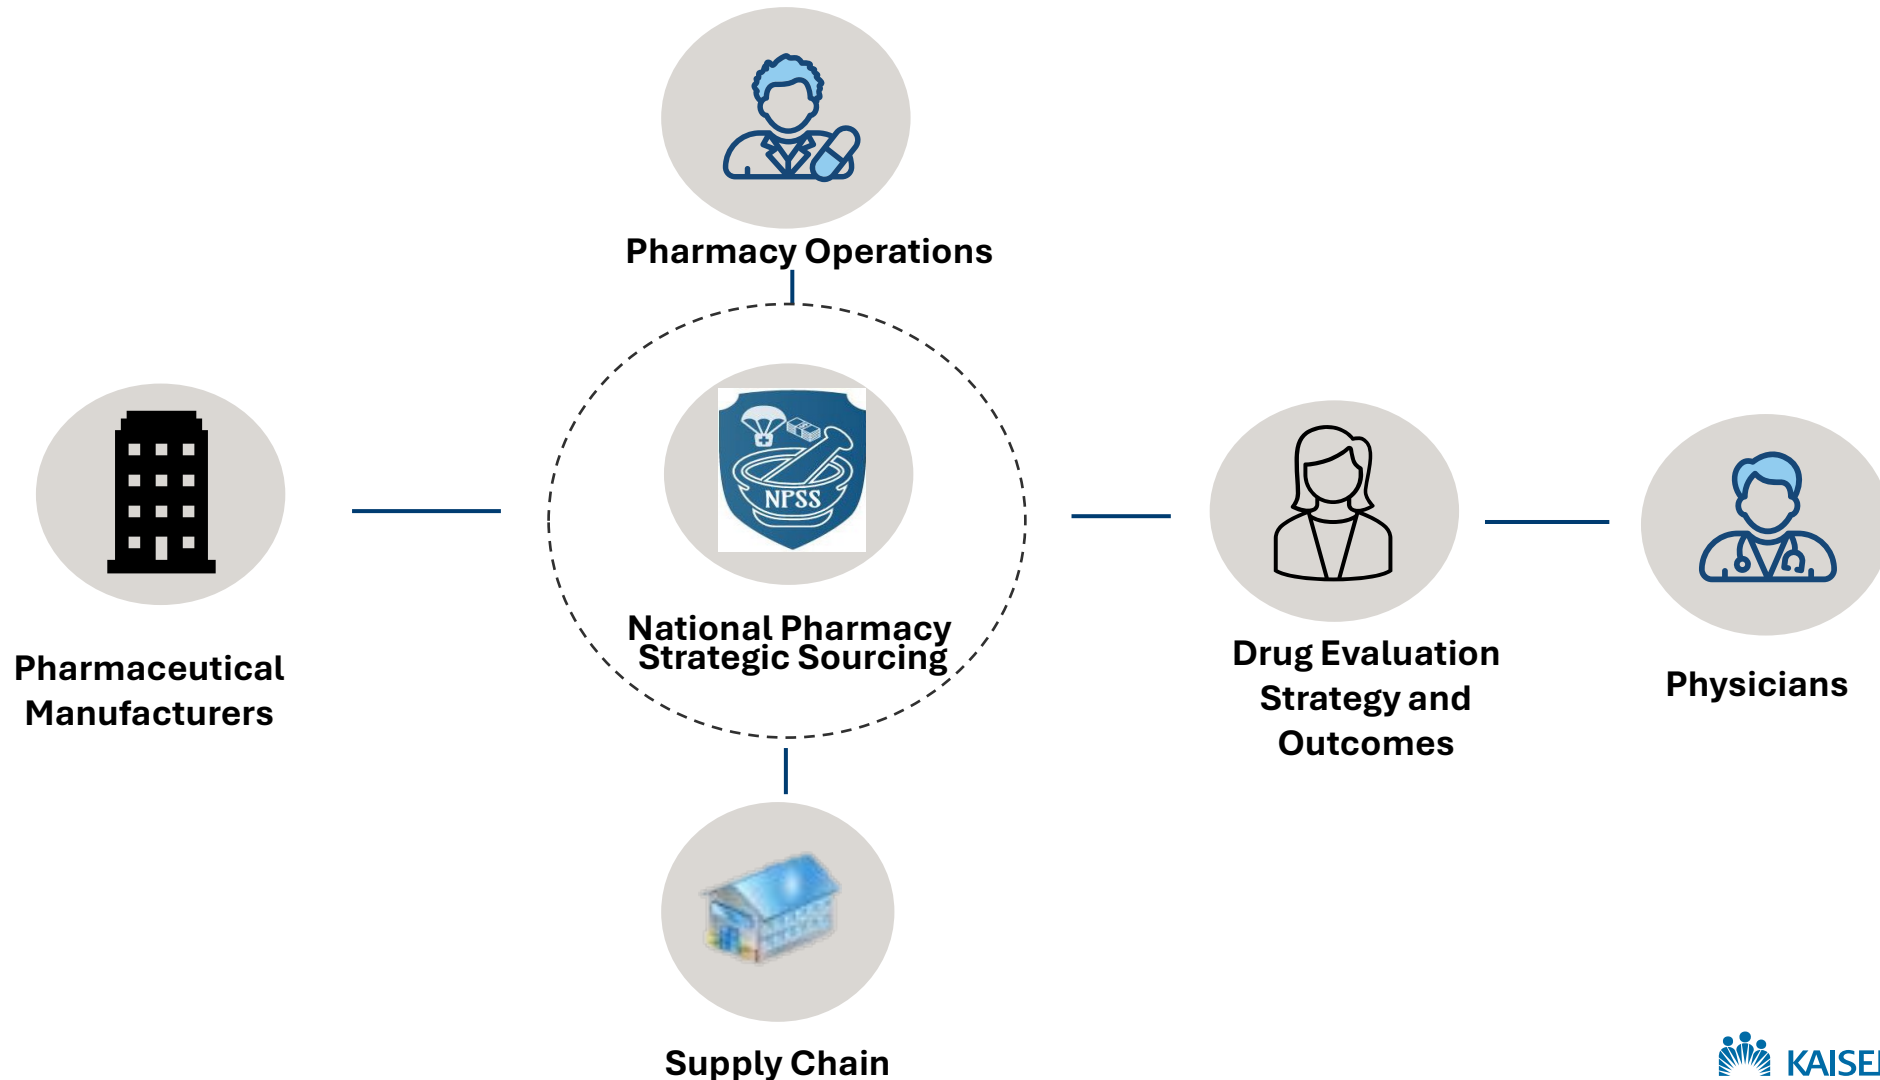 Pharmacy Operations
NPSS
National Pharmacy
Strategic Sourcing
Pharmaceutical
Manufacturers
Drug Evaluation
Strategy and
Outcomes
Physicians
Supply Chain